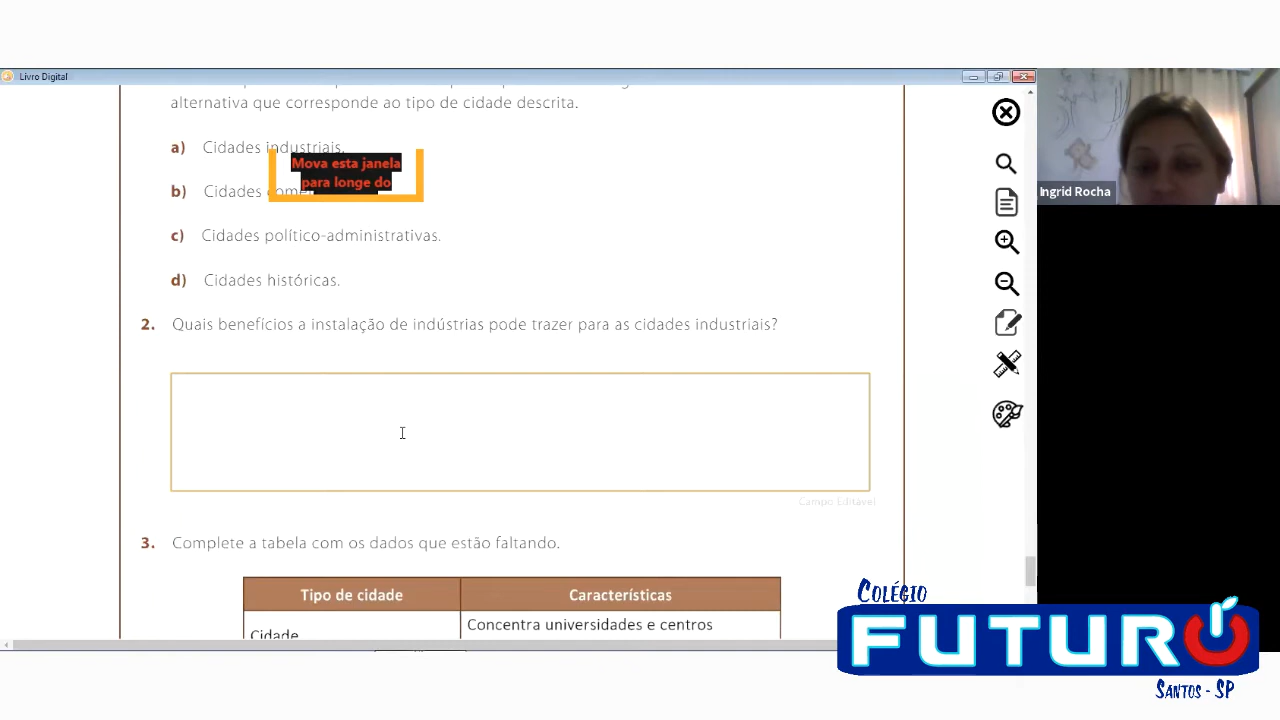 Livro Digital
alternativa que corresponde ao tipo de cidade descrita.
a) Cidades industriais.
Mova esta janela
para longe do
b) Cidades
c) Cidades político-administrativas.
d) Cidades históricas.
2. Quais benefícios a instalação de indústrias pode trazer para as cidades industriais?
Campo Editável
3. Complete a tabela com os dados que estão faltando.
Tipo de cidade Características
Cidade Concentra universidades e centros
Ingrid Rocha
COLÉGIO
FUTURO
SANTOS - SP